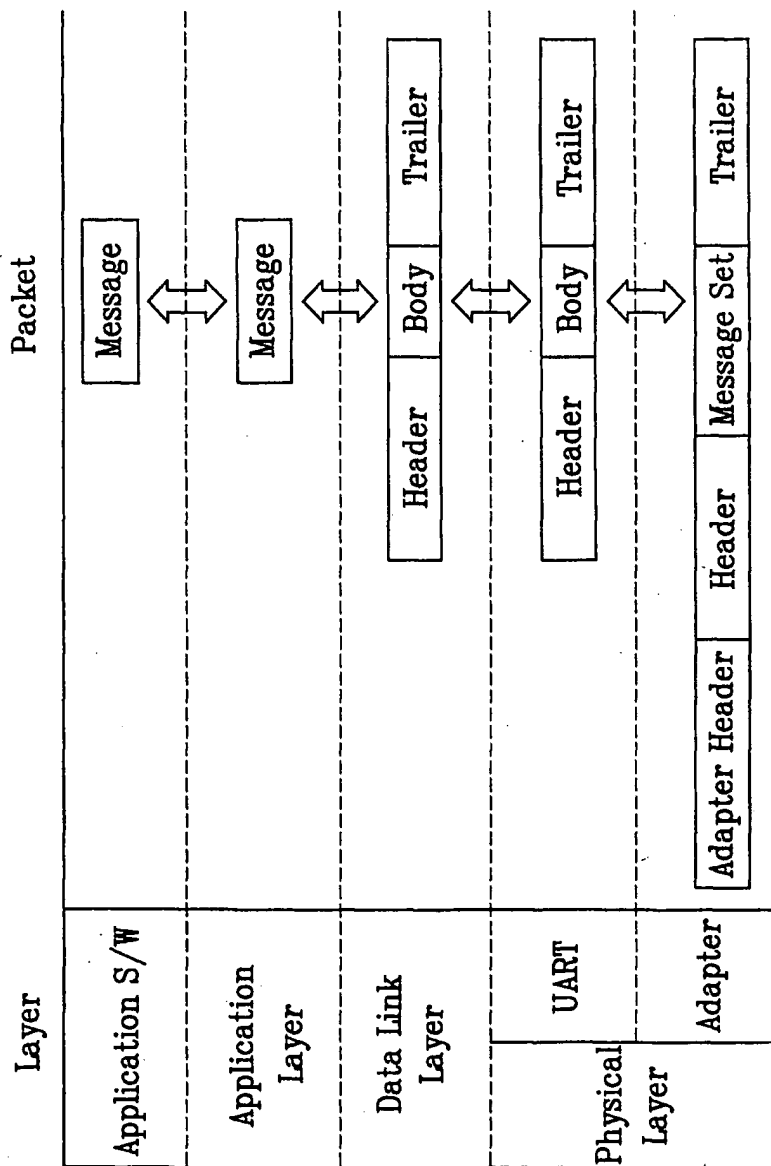 Layer
Packet
Application S/W
Message
Application
Layer
Message
Data Link
Layer
Header
Body
Trailer
Physical
Layer
UART
Header
Body
Trailer
Adapter
Adapter Header
Header
Message Set
Trailer